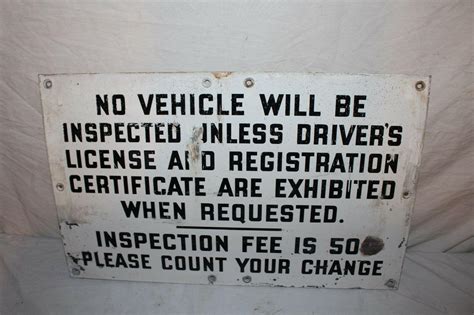 NO VEHICLE WILL BE
INSPECTED UNLESS DRIVER'S
LICENSE AND REGISTRATION
CERTIFICATE ARE EXHIBITED
WHEN REQUESTED.
INSPECTION FEE IS 50
PLEASE COUNT YOUR CHANGE